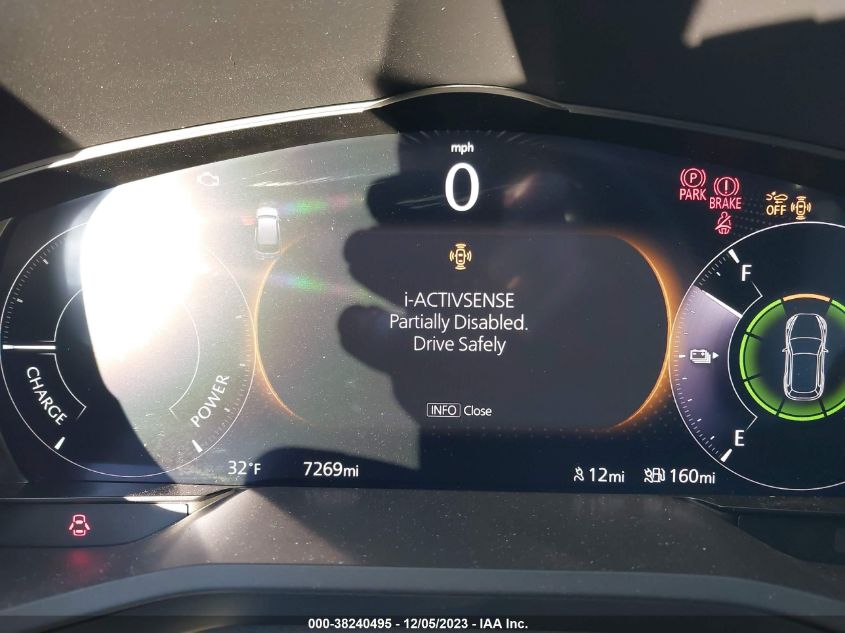 mph
0
PARK
BRAKE
OFF
i-ACTIVSENSE
Partially Disabled.
Drive Safely
INFO Close
CHARGE
POWER
F
E
32°F
7269mi
12mi
160mi
000-38240495 - 12/05/2023 - IAA Inc.